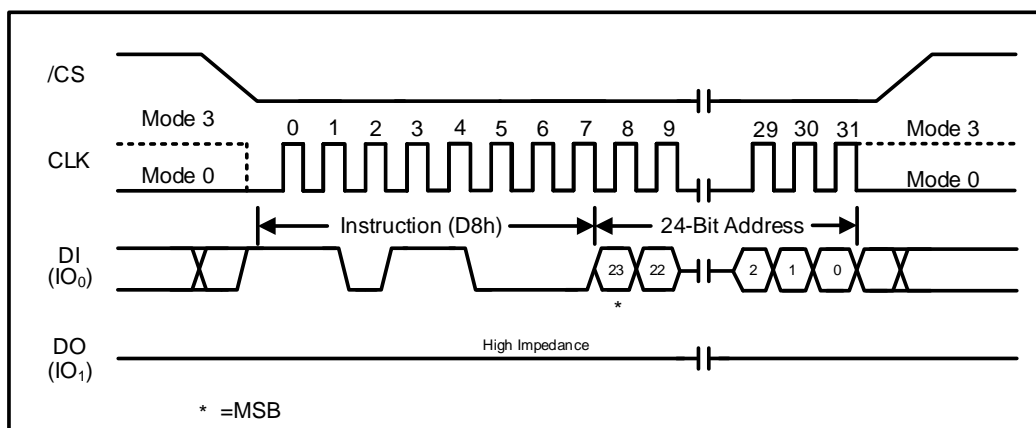 /CS
Mode 3
0 1 2 3 4 5 6 7 8 9 29 30 31
Mode 3
CLK
Mode 0
Mode 0
Instruction (D8h)
24-Bit Address
DI
(IO₀)
23 22 2 1 0
*
DO
(IO₁)
High Impedance
* =MSB